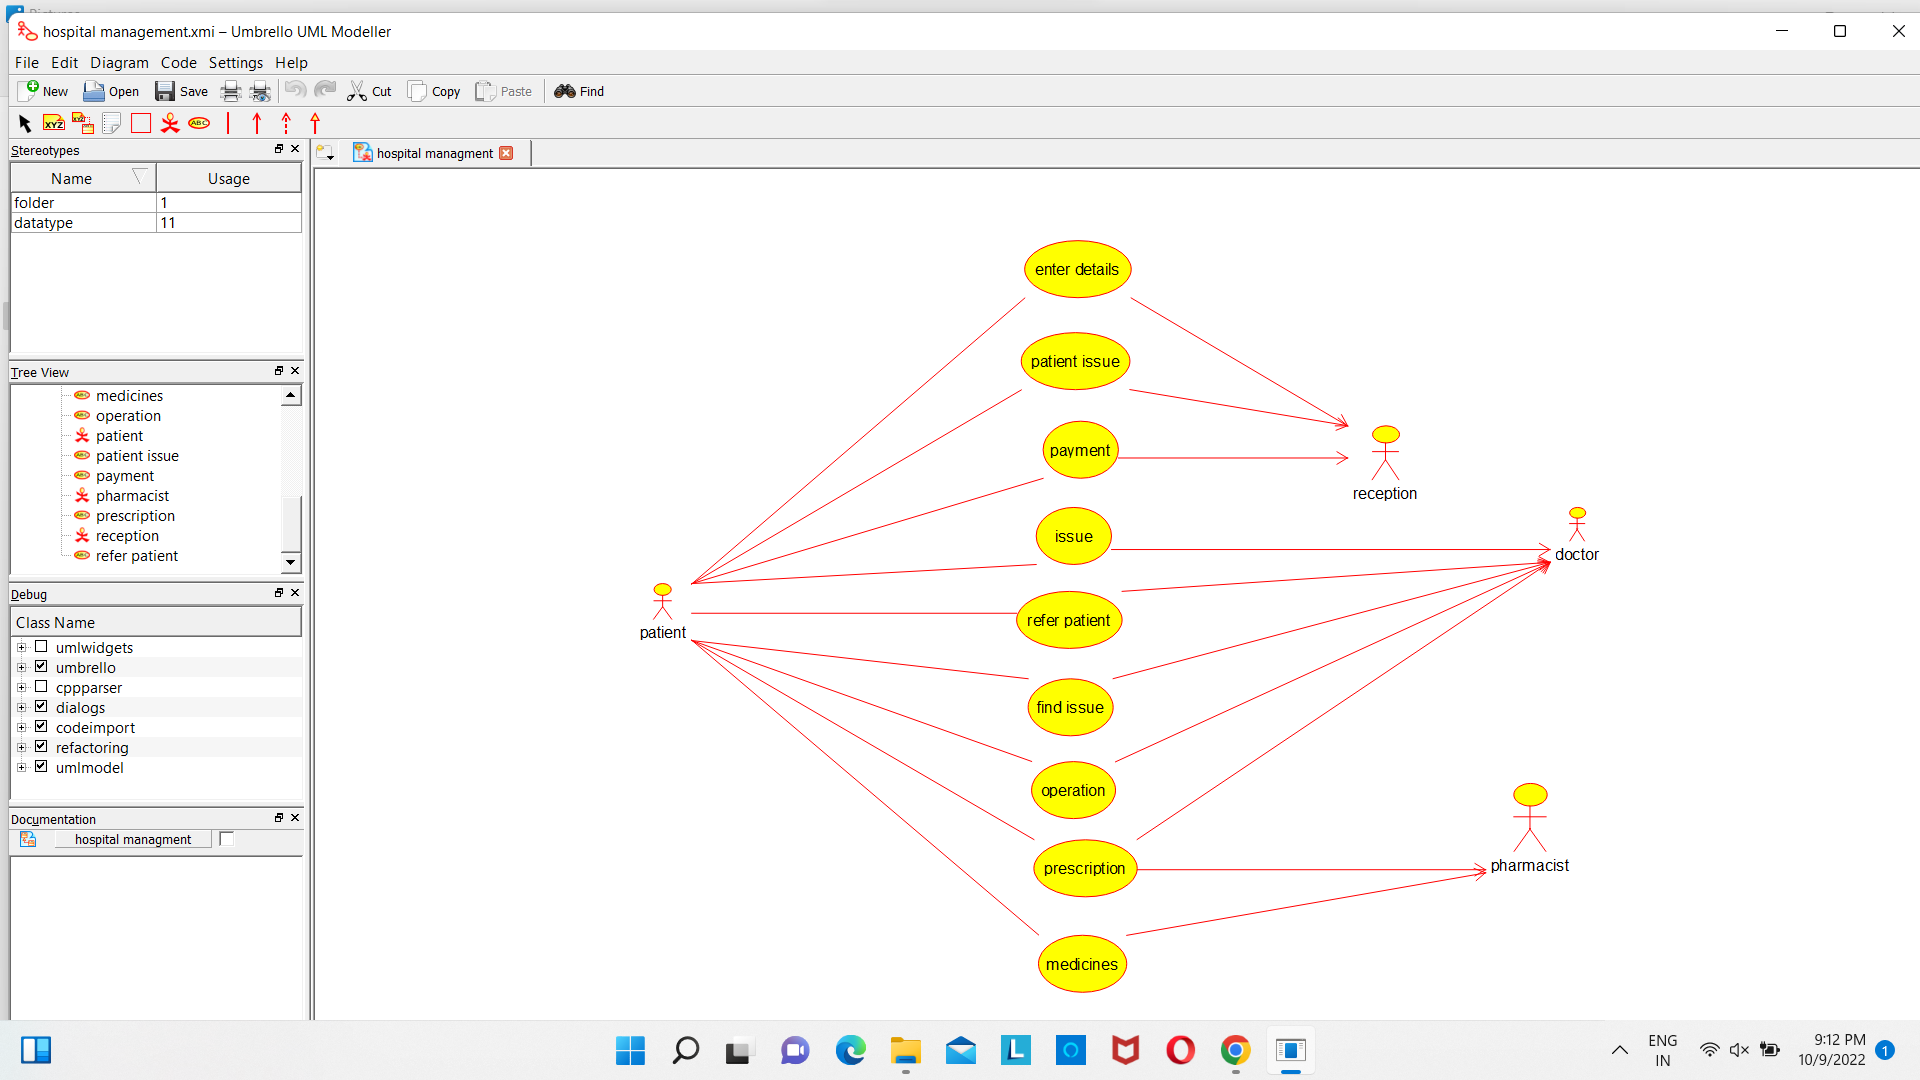 Pictures
hospital management.xmi – Umbrello UML Modeller
File Edit Diagram Code Settings Help
New Open Save Cut Copy Paste Find
XYZ XYZ ABC
Stereotypes
hospital managment
Name Usage
folder 1
datatype 11
enter details
patient issue
payment
reception
issue
doctor
refer patient
patient
find issue
operation
pharmacist
prescription
medicines
Tree View
medicines
operation
patient
patient issue
payment
pharmacist
prescription
reception
refer patient
Debug
Class Name
umlwidgets
umbrello
cppparser
dialogs
codeimport
refactoring
umlmodel
Documentation
hospital managment
L
ENG
IN
9:12 PM
10/9/2022
1